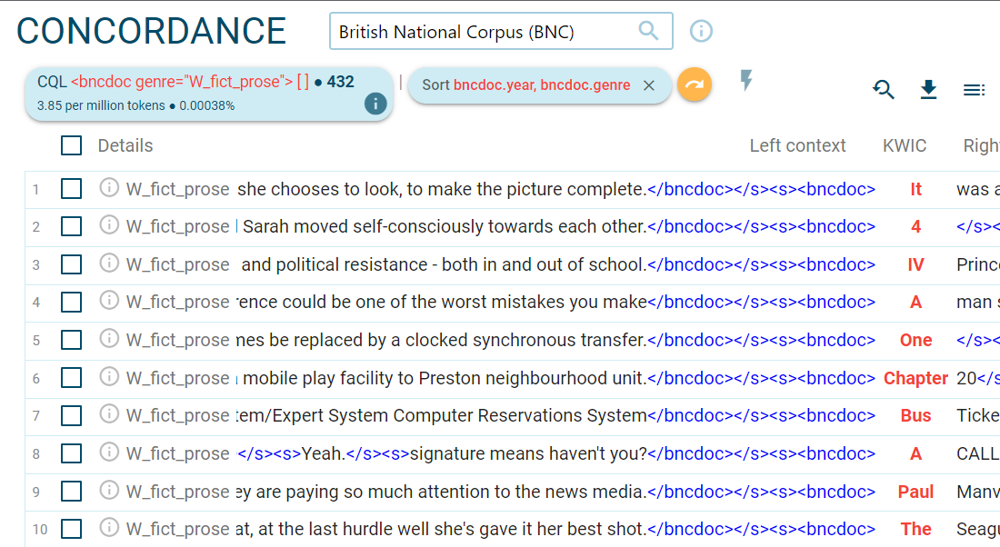 CONCORDANCE British National Corpus (BNC)
CQL <bncdoc genre="W_fict_prose"> [ ] ● 432 | Sort bncdoc.year, bncdoc.genre
3.85 per million tokens ● 0.00038%
Details Left context KWIC Righ
1 W_fict_prose she chooses to look, to make the picture complete.</bncdoc></s><s><bncdoc> It was a
2 W_fict_prose Sarah moved self-consciously towards each other.</bncdoc></s><s><bncdoc> 4 </s><
3 W_fict_prose and political resistance - both in and out of school.</bncdoc></s><s><bncdoc> IV Princ
4 W_fict_prose rence could be one of the worst mistakes you make</bncdoc></s><s><bncdoc> A man s
5 W_fict_prose mes be replaced by a clocked synchronous transfer.</bncdoc></s><s><bncdoc> One </s><
6 W_fict_prose mobile play facility to Preston neighbourhood unit.</bncdoc></s><s><bncdoc> Chapter 20</s
7 W_fict_prose tem/Expert System Computer Reservations System</bncdoc></s><s><bncdoc> Bus Ticke
8 W_fict_prose </s><s>Yeah.</s><s>signature means haven't you?</bncdoc></s><s><bncdoc> A CALL
9 W_fict_prose ey are paying so much attention to the news media.</bncdoc></s><s><bncdoc> Paul Manv
10 W_fict_prose at, at the last hurdle well she's gave it her best shot.</bncdoc></s><s><bncdoc> The Seagu